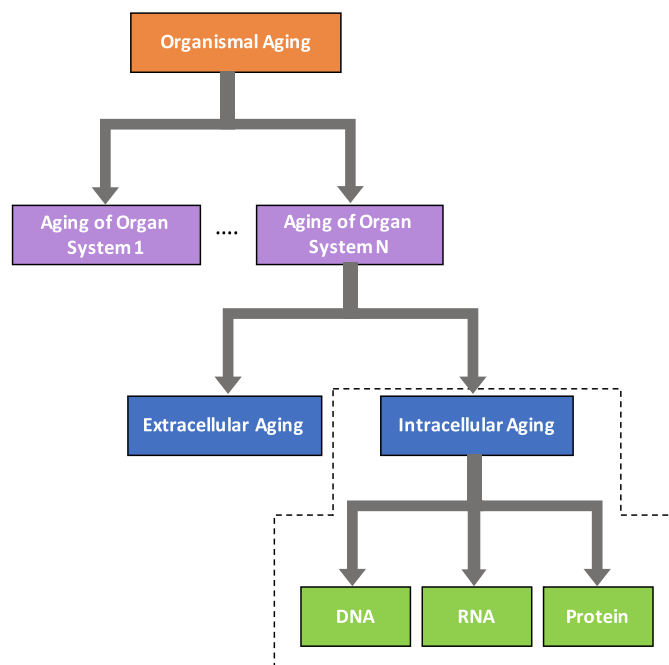 Organismal Aging
Aging of Organ
System 1
....
Aging of Organ
System N
Extracellular Aging
Intracellular Aging
DNA
RNA
Protein